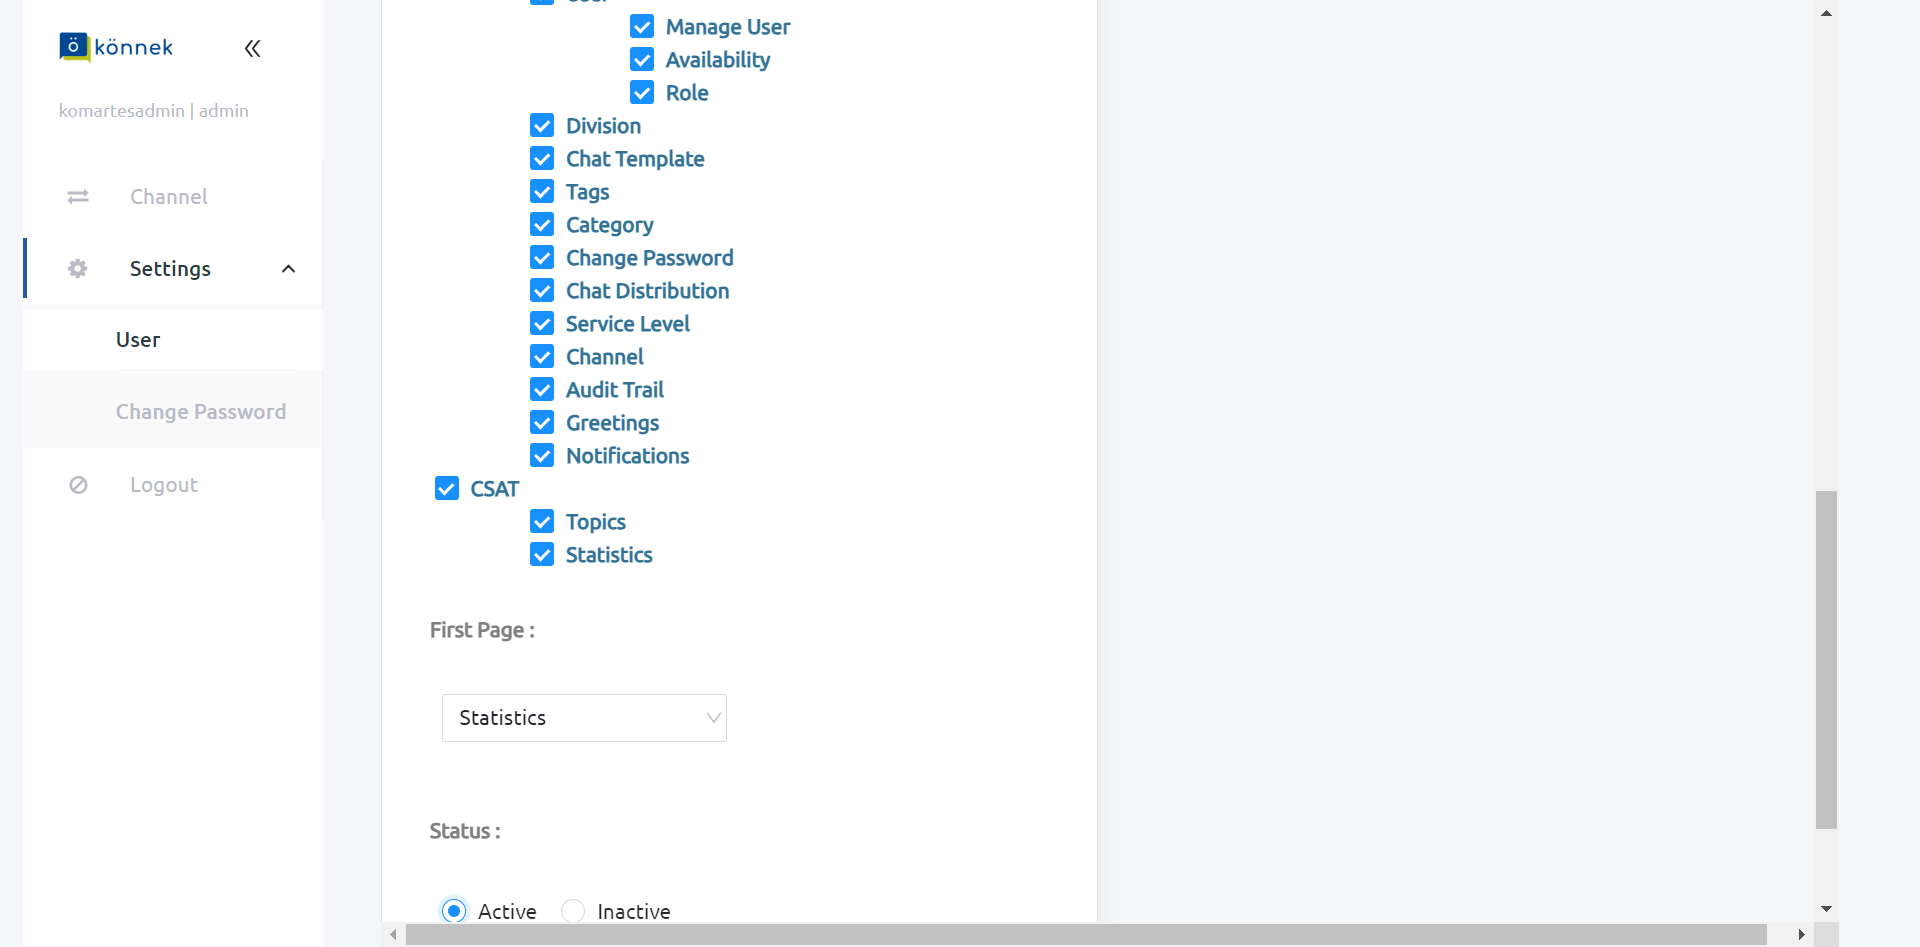 ö könnek
komartesadmin | admin
Channel
Settings
User
Change Password
Logout
Manage User
Availability
Role
Division
Chat Template
Tags
Category
Change Password
Chat Distribution
Service Level
Channel
Audit Trail
Greetings
Notifications
CSAT
Topics
Statistics
First Page :
Statistics
Status :
Active
Inactive